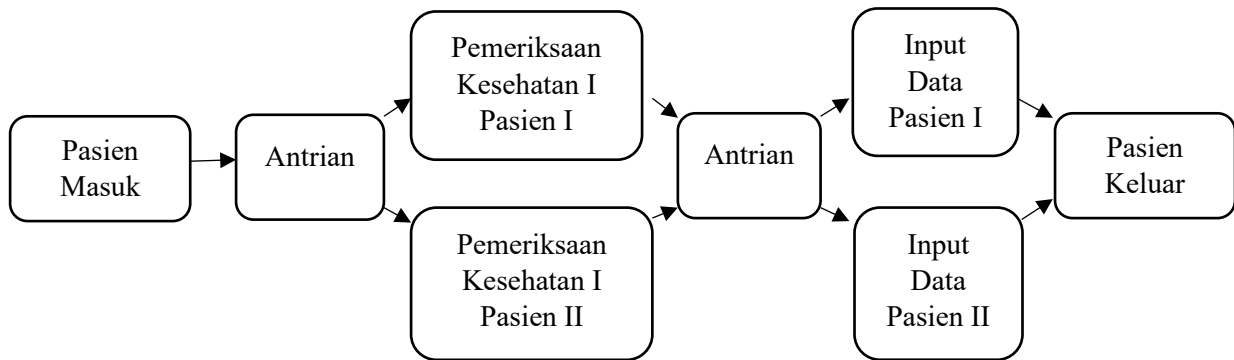 Pasien
Masuk
Antrian
Pemeriksaan
Kesehatan I
Pasien I
Pemeriksaan
Kesehatan I
Pasien II
Antrian
Input
Data
Pasien I
Input
Data
Pasien II
Pasien
Keluar